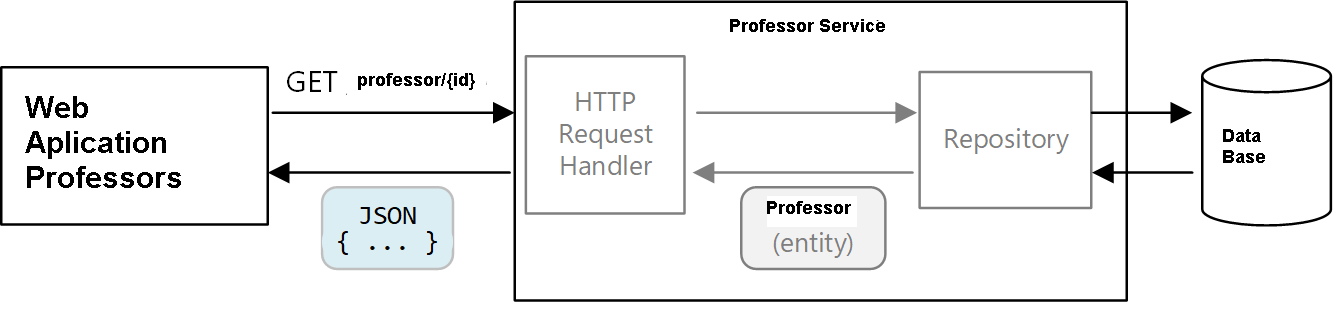 Professor Service
GET professor/{id}
Web
Aplication
Professors
HTTP
Request
Handler
Repository
Data
Base
JSON
{ ... }
Professor
(entity)